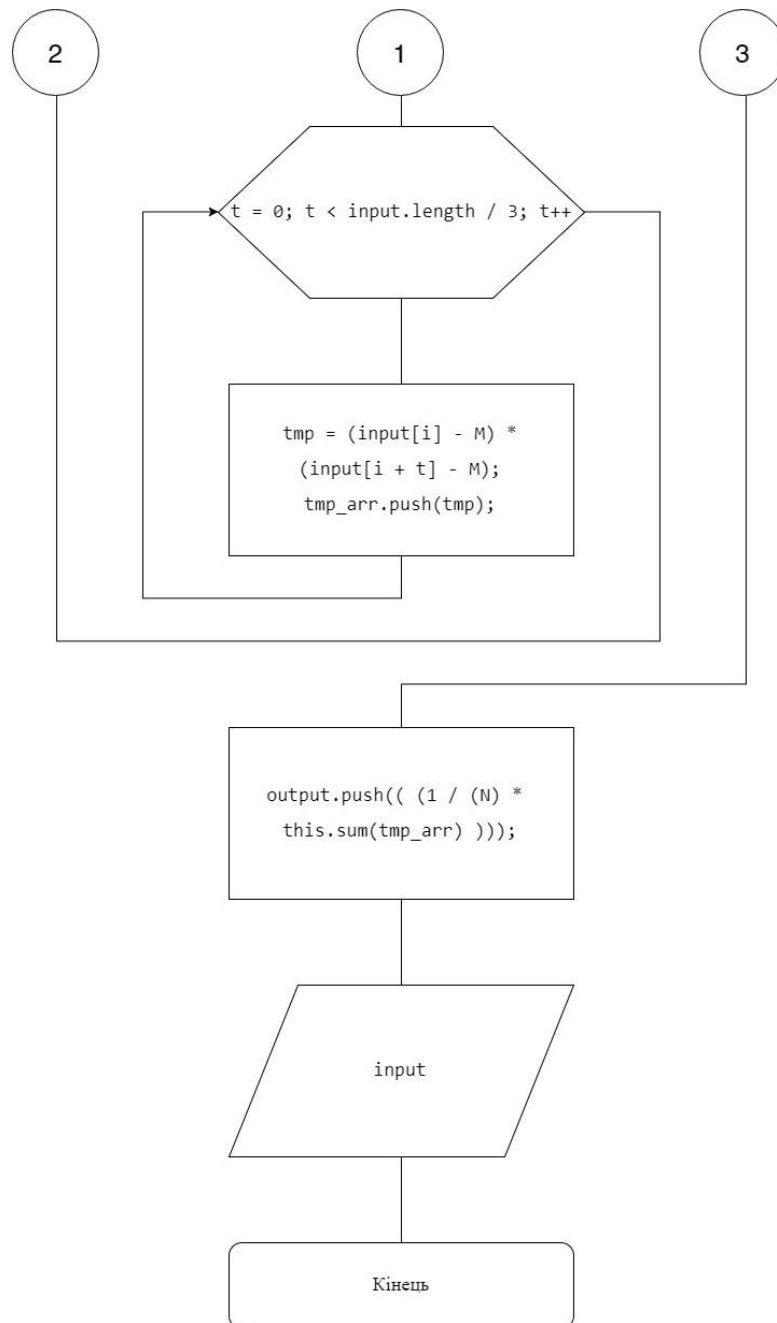 2
1
3
t = 0; t < input.length / 3; t++
tmp = (input[i] - M) *
(input[i + t] - M);
tmp_arr.push(tmp);
output.push(( (1 / (N) *
this.sum(tmp_arr) )));
input
Кінець